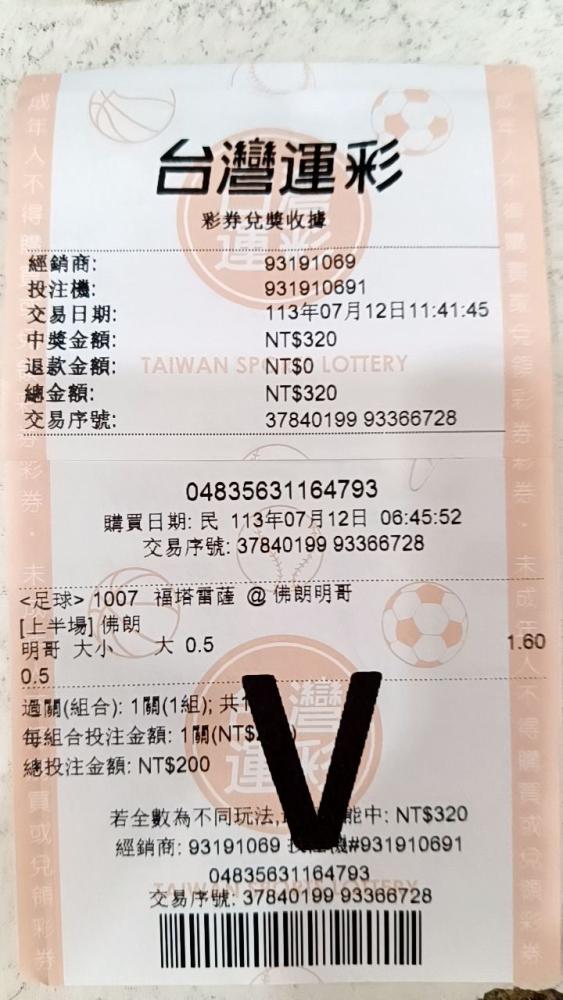 台灣運彩
彩券兌獎收據
經銷商: 93191069
投注機: 931910691
交易日期: 113年07月12日11:41:45
中獎金額: NT$320
退款金額: NT$0
TAIWAN SPORTS LOTTERY
總金額: NT$320
交易序號: 37840199 93366728
04835631164793
購買日期: 民 113年07月12日 06:45:52
交易序號: 37840199 93366728
<足球> 1007 福塔雷薩 @ 佛朗明哥
[上半場] 佛朗
明哥 大小 大 0.5 1.60
0.5
過關(組合): 1關(1組); 共1
每組合投注金額: 1關(NT$
總投注金額: NT$200
V
若全數為不同玩法, 能中: NT$320
經銷商: 93191069 機#931910691
04835631164793
交易序號: 37840199 93366728